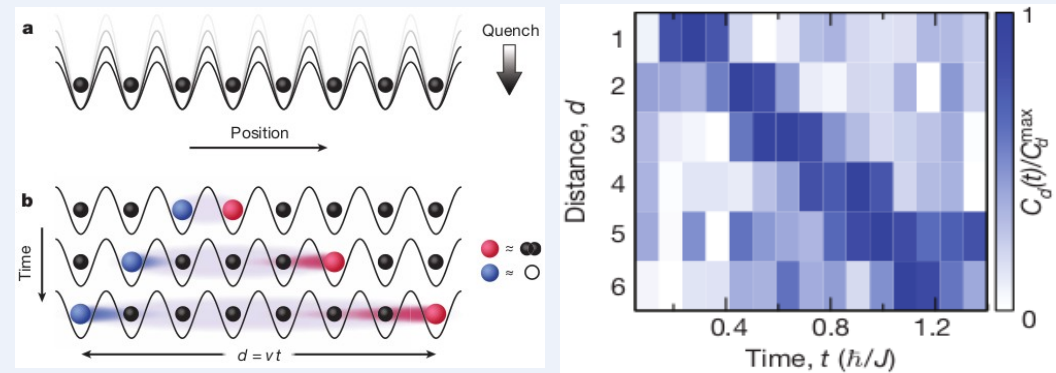 a
Quench
Position
b
Time
≈
≈
d = vt
Distance, d
1
2
3
4
5
6
0.4
0.8
1.2
Time, t (ℏ/J)
1
0
C_d(t)/C_d^max